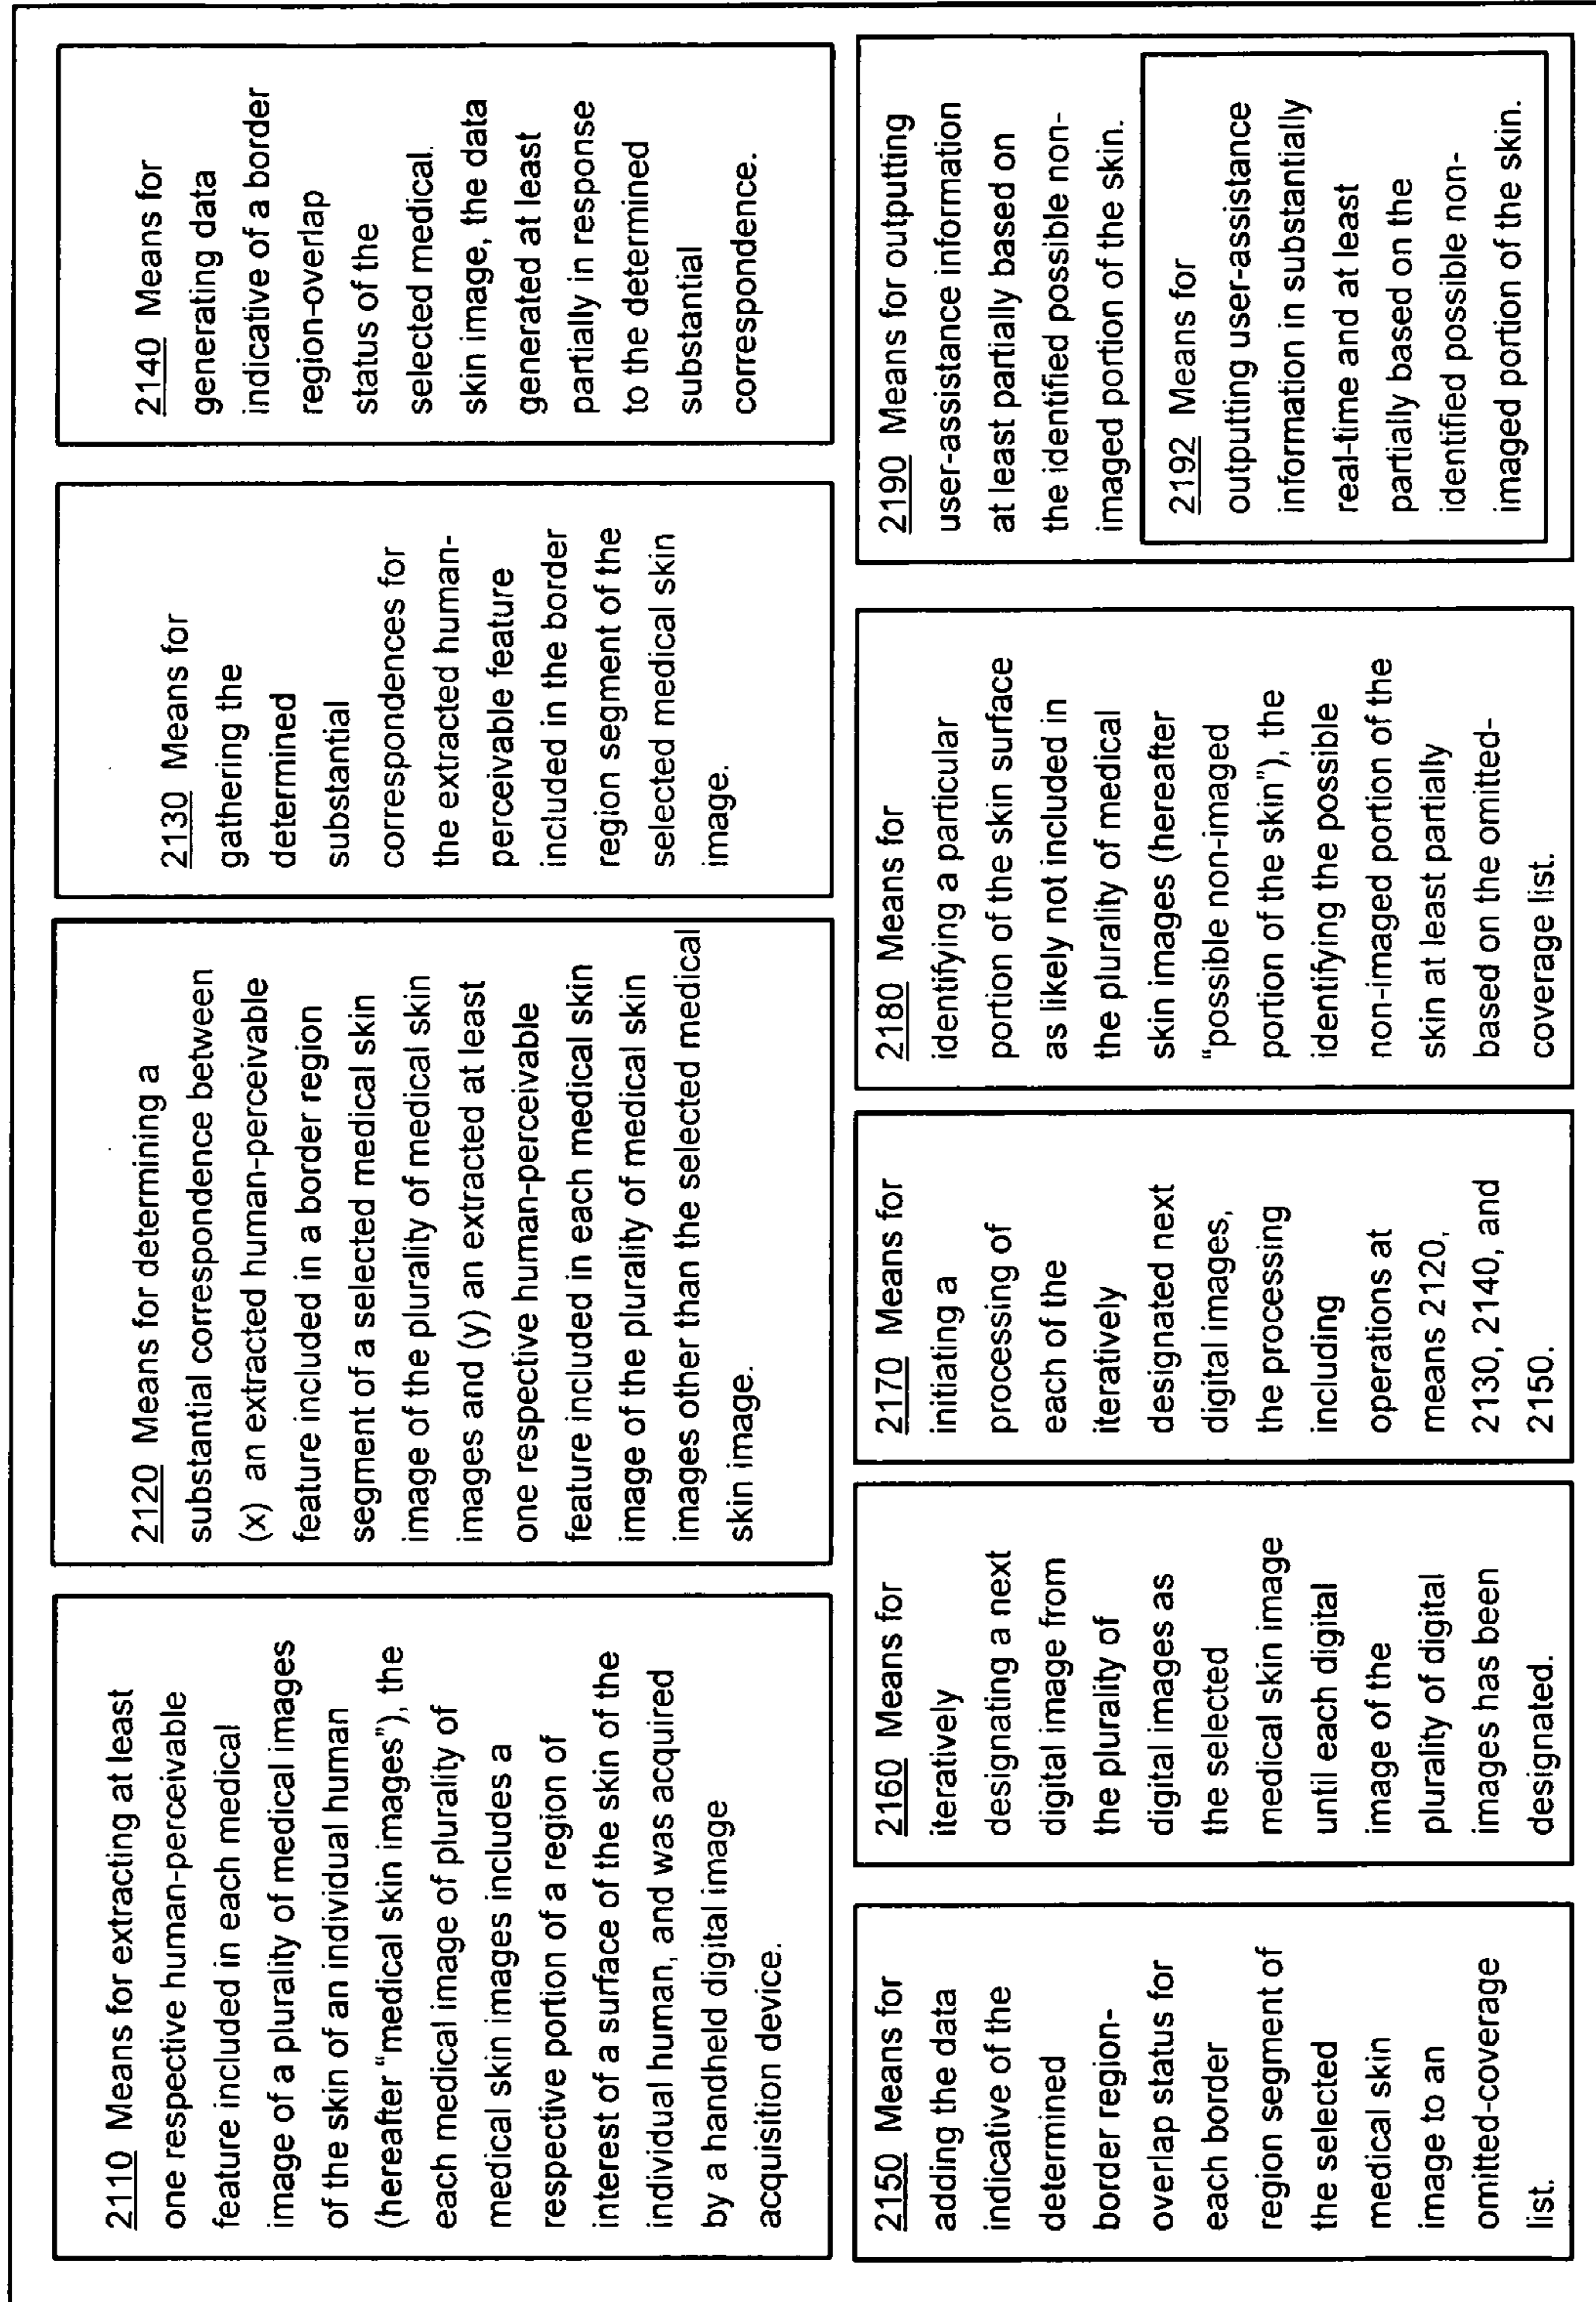 2110 Means for extracting at least
one respective human-perceivable
feature included in each medical
image of a plurality of medical images
of the skin of an individual human
(hereafter “medical skin images”), the
each medical image of plurality of
medical skin images includes a
respective portion of a region of
interest of a surface of the skin of the
individual human, and was acquired
by a handheld digital image
acquisition device.
2120 Means for determining a
substantial correspondence between
(x) an extracted human-perceivable
feature included in a border region
segment of a selected medical skin
image of the plurality of medical skin
images and (y) an extracted at least
one respective human-perceivable
feature included in each medical skin
image of the plurality of medical skin
images other than the selected medical
skin image.
2130 Means for
gathering the
determined
substantial
correspondences for
the extracted human-
perceivable feature
included in the border
region segment of the
selected medical skin
image.
2140 Means for
generating data
indicative of a border
region-overlap
status of the
selected medical.
skin image, the data
generated at least
partially in response
to the determined
substantial
correspondence.
2150 Means for
adding the data
indicative of the
determined
border region-
overlap status for
each border
region segment of
the selected
medical skin
image to an
omitted-coverage
list.
2160 Means for
iteratively
designating a next
digital image from
the plurality of
digital images as
the selected
medical skin image
until each digital
image of the
plurality of digital
images has been
designated.
2170 Means for
initiating a
processing of
each of the
iteratively
designated next
digital images,
the processing
including
operations at
means 2120,
2130, 2140, and
2150.
2180 Means for
identifying a particular
portion of the skin surface
as likely not included in
the plurality of medical
skin images (hereafter
“possible non-imaged
portion of the skin”), the
identifying the possible
non-imaged portion of the
skin at least partially
based on the omitted-
coverage list.
2190 Means for outputting
user-assistance information
at least partially based on
the identified possible non-
imaged portion of the skin.
2192 Means for
outputting user-assistance
information in substantially
real-time and at least
partially based on the
identified possible non-
imaged portion of the skin.